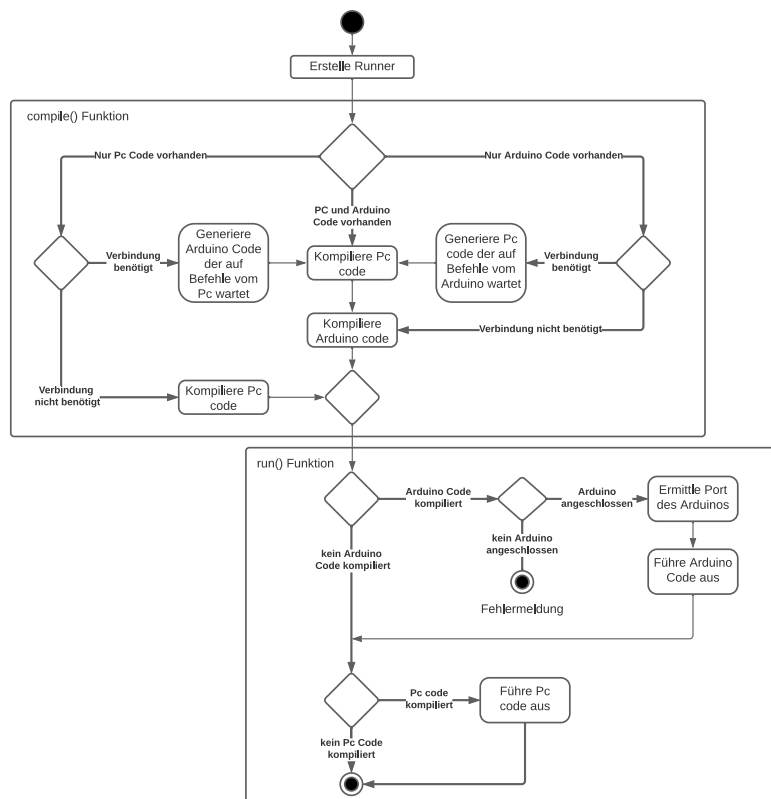 Erstelle Runner
compile() Funktion
Nur Pc Code vorhanden
Nur Arduino Code vorhanden
PC und Arduino
Code vorhanden
Verbindung
benötigt
Generiere
Arduino Code
der auf
Befehle vom
Pc wartet
Kompiliere Pc
code
Generiere Pc
code der auf
Befehle vom
Arduino wartet
Verbindung
benötigt
Kompiliere
Arduino code
Verbindung nicht benötigt
Verbindung
nicht benötigt
Kompiliere Pc
code
run() Funktion
Arduino Code
kompiliert
Arduino
angeschlossen
Ermittle Port
des Arduinos
kein Arduino
Code kompiliert
kein Arduino
angeschlossen
Führe Arduino
Code aus
Fehlermeldung
Pc code
kompiliert
Führe Pc
code aus
kein Pc Code
kompiliert